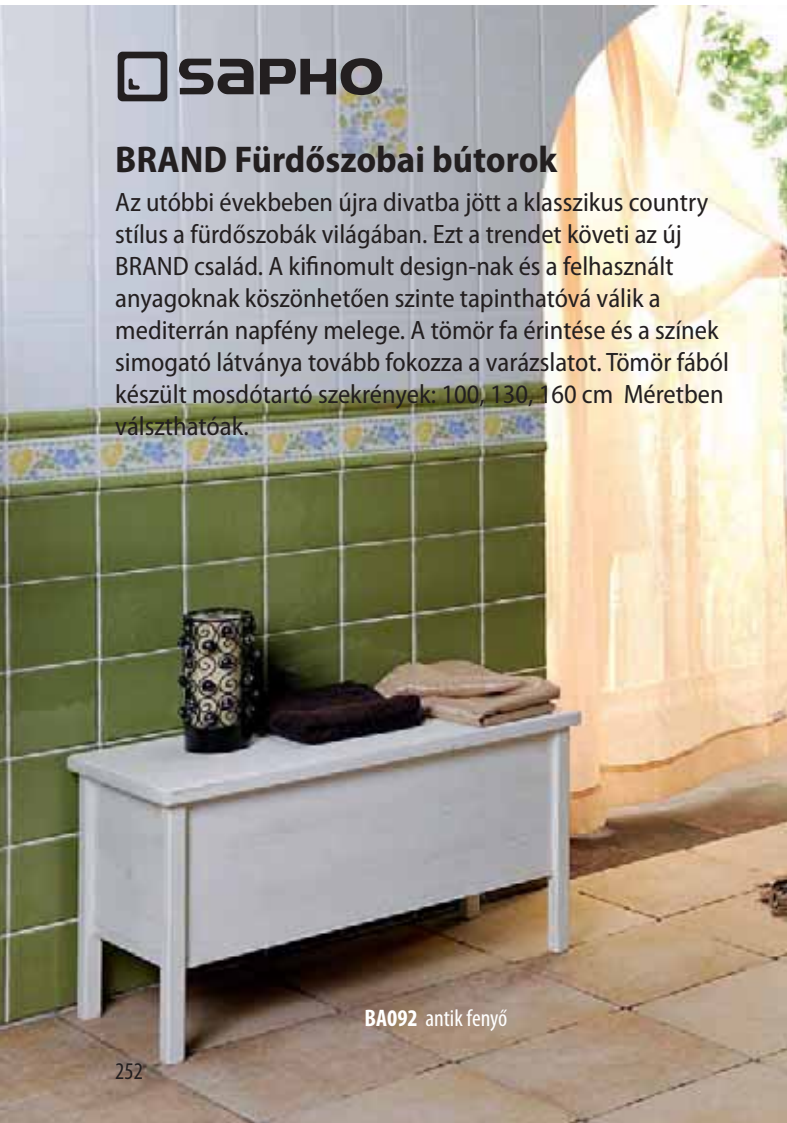 SAPHO
BRAND Fürdőszobai bútorok
Az utóbbi évekbeben újra divatba jött a klasszikus country
stílus a fürdőszobák világában. Ezt a trendet követi az új
BRAND család. A kifinomult design-nak és a felhasznált
anyagoknak köszönhetően szinte tapinthatóvá válik a
mediterrán napfény melege. A tömör fa érintése és a színek
simogató látványa tovább fokozza a varázslatot. Tömör fából
készült mosdótartó szekrények: 100, 130, 160 cm Méretben
válszthatóak.
BA092 antik fenyő
252